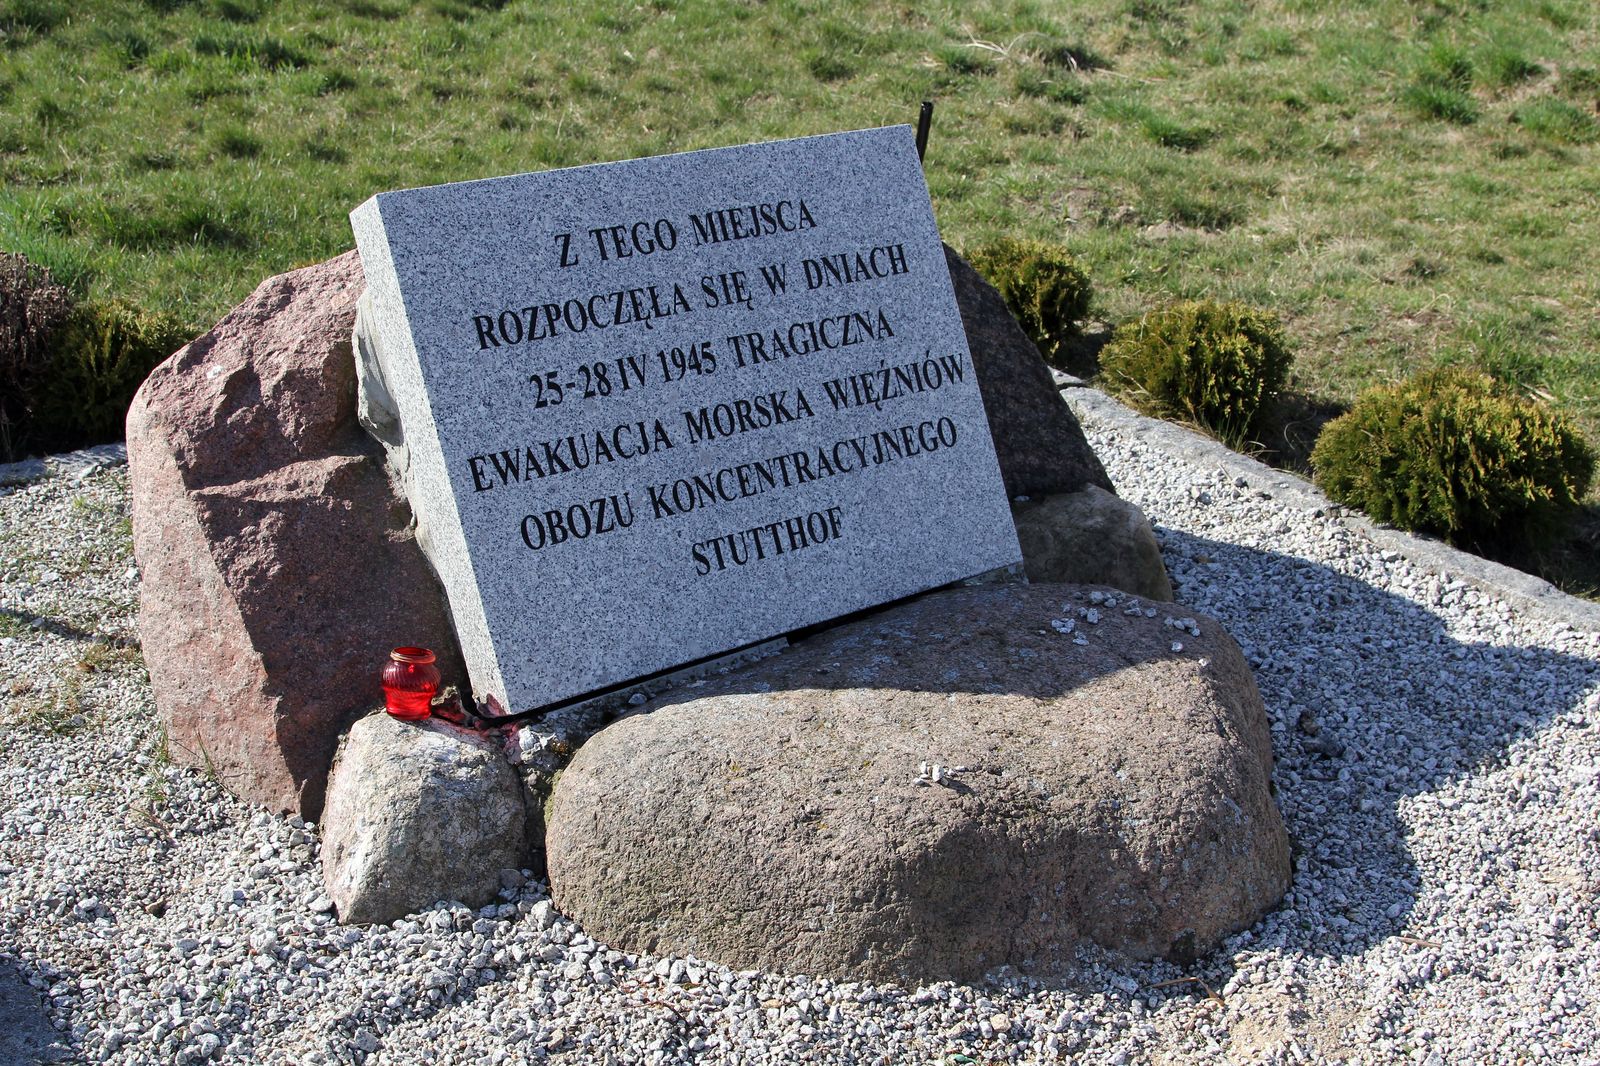 Z TEGO MIEJSCA
ROZPOCZĘŁA SIĘ W DNIACH
25-28 IV 1945 TRAGICZNA
EWAKUACJA MORSKA WIĘŹNIÓW
OBOZU KONCENTRACYJNEGO
STUTTHOF